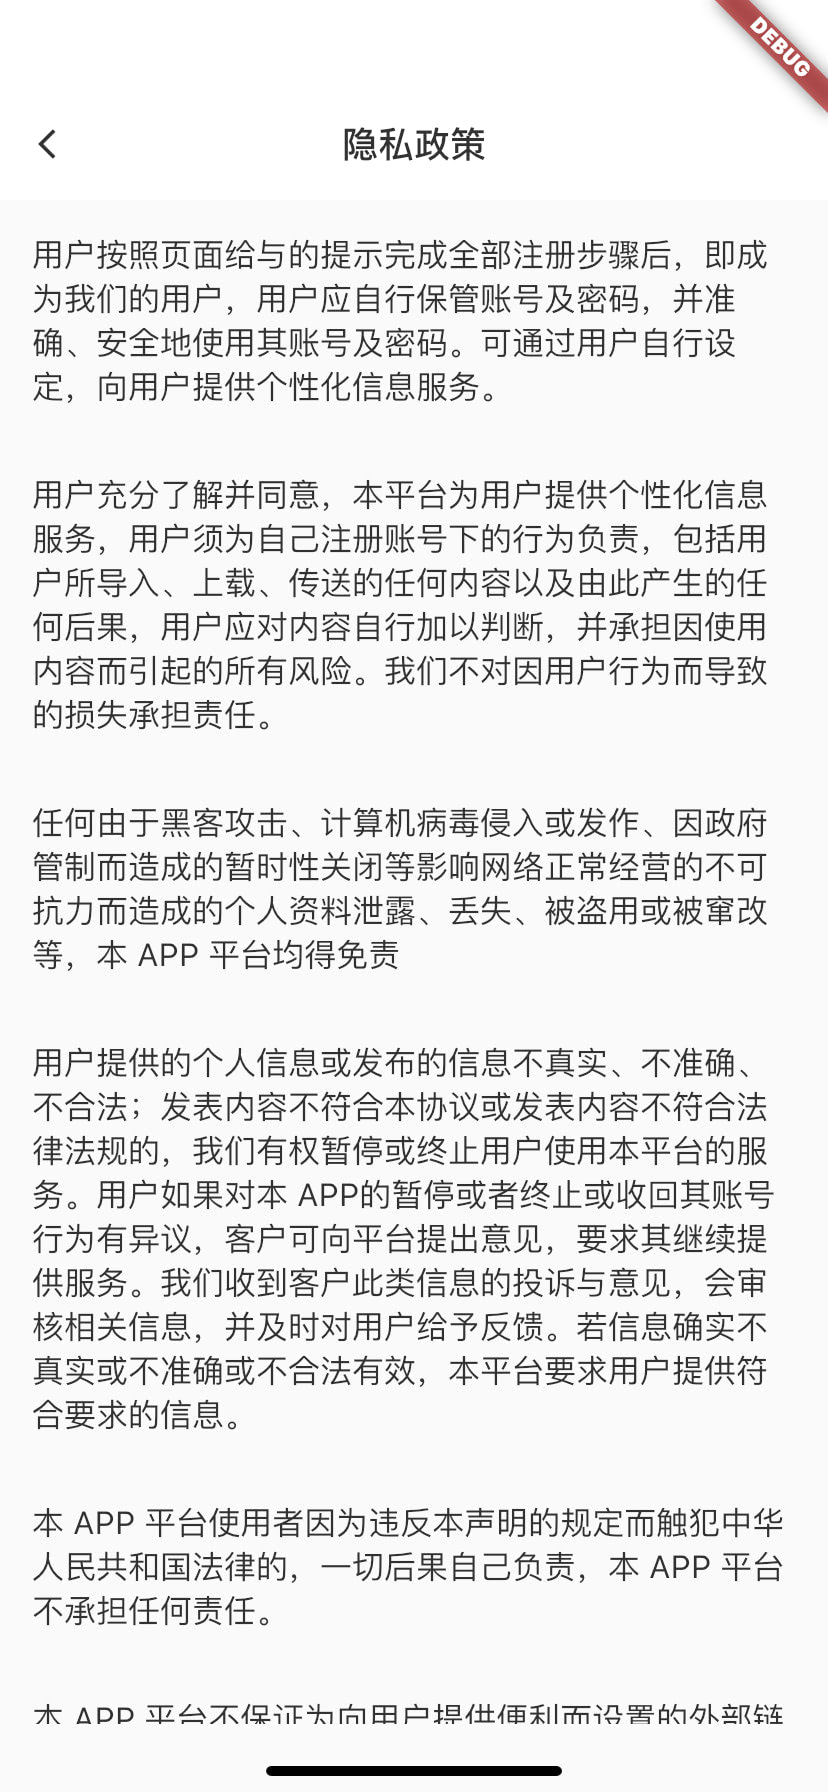 DEBUG
隐私政策
用户按照页面给与的提示完成全部注册步骤后，即成
为我们的用户，用户应自行保管账号及密码，并准
确、安全地使用其账号及密码。可通过用户自行设
定，向用户提供个性化信息服务。
用户充分了解并同意，本平台为用户提供个性化信息
服务，用户须为自己注册账号下的行为负责，包括用
户所导入、上载、传送的任何内容以及由此产生的任
何后果，用户应对内容自行加以判断，并承担因使用
内容而引起的所有风险。我们不对因用户行为而导致
的损失承担责任。
任何由于黑客攻击、计算机病毒侵入或发作、因政府
管制而造成的暂时性关闭等影响网络正常经营的不可
抗力而造成的个人资料泄露、丢失、被盗用或被窜改
等，本 APP 平台均得免责
用户提供的个人信息或发布的信息不真实、不准确、
不合法；发表内容不符合本协议或发表内容不符合法
律法规的，我们有权暂停或终止用户使用本平台的服
务。用户如果对本 APP的暂停或者终止或收回其账号
行为有异议，客户可向平台提出意见，要求其继续提
供服务。我们收到客户此类信息的投诉与意见，会审
核相关信息，并及时对用户给予反馈。若信息确实不
真实或不准确或不合法有效，本平台要求用户提供符
合要求的信息。
本 APP 平台使用者因为违反本声明的规定而触犯中华
人民共和国法律的，一切后果自己负责，本 APP 平台
不承担任何责任。
本 APP 平台不保证为向用户提供便利而设置的外部链